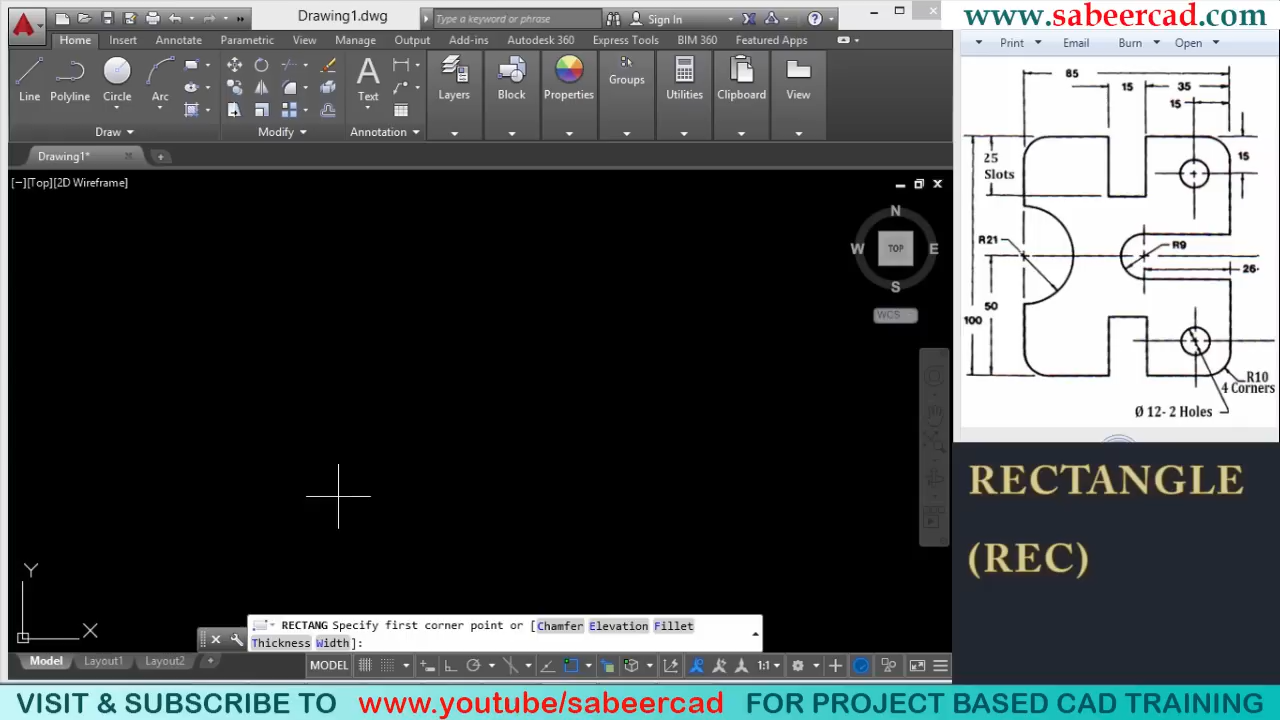 Drawing1.dwg
Type a keyword or phrase
Sign In
www.sabeercad.com
Home Insert Annotate Parametric View Manage Output Add-ins Autodesk 360 Express Tools BIM 360 Featured Apps
Print Email Burn Open
Line Polyline Circle Arc
Text
Layers Block Properties Groups Utilities Clipboard View
Draw Modify Annotation
Drawing1*
[−][Top][2D Wireframe]
N
W TOP E
S
WCS
85
15 35
15
25
Slots
15
R21
R9
26
50
100
R10
4 Corners
Ø 12- 2 Holes
RECTANGLE
(REC)
Y
X
RECTANG Specify first corner point or [Chamfer Elevation Fillet
Thickness Width]:
Model Layout1 Layout2
MODEL
1:1
VISIT & SUBSCRIBE TO www.youtube/sabeercad FOR PROJECT BASED CAD TRAINING